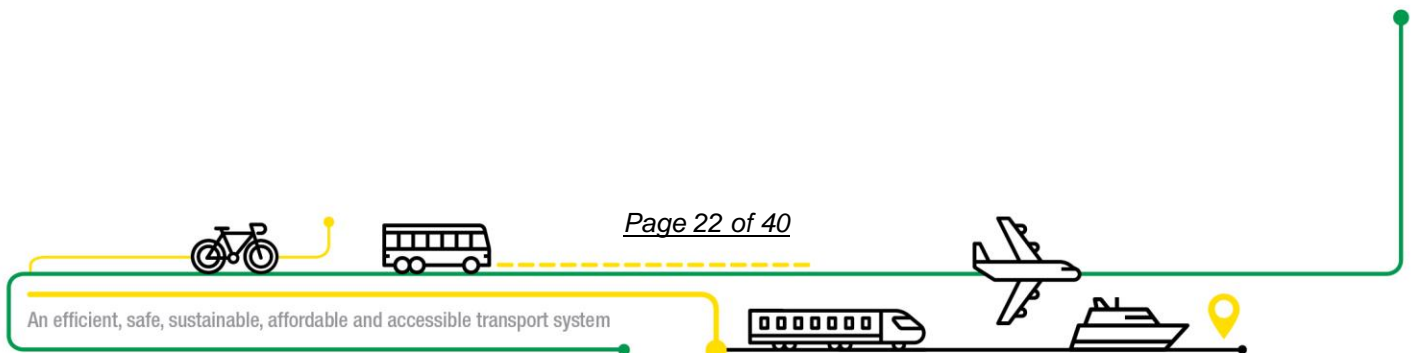 Page 22 of 40
An efficient, safe, sustainable, affordable and accessible transport system